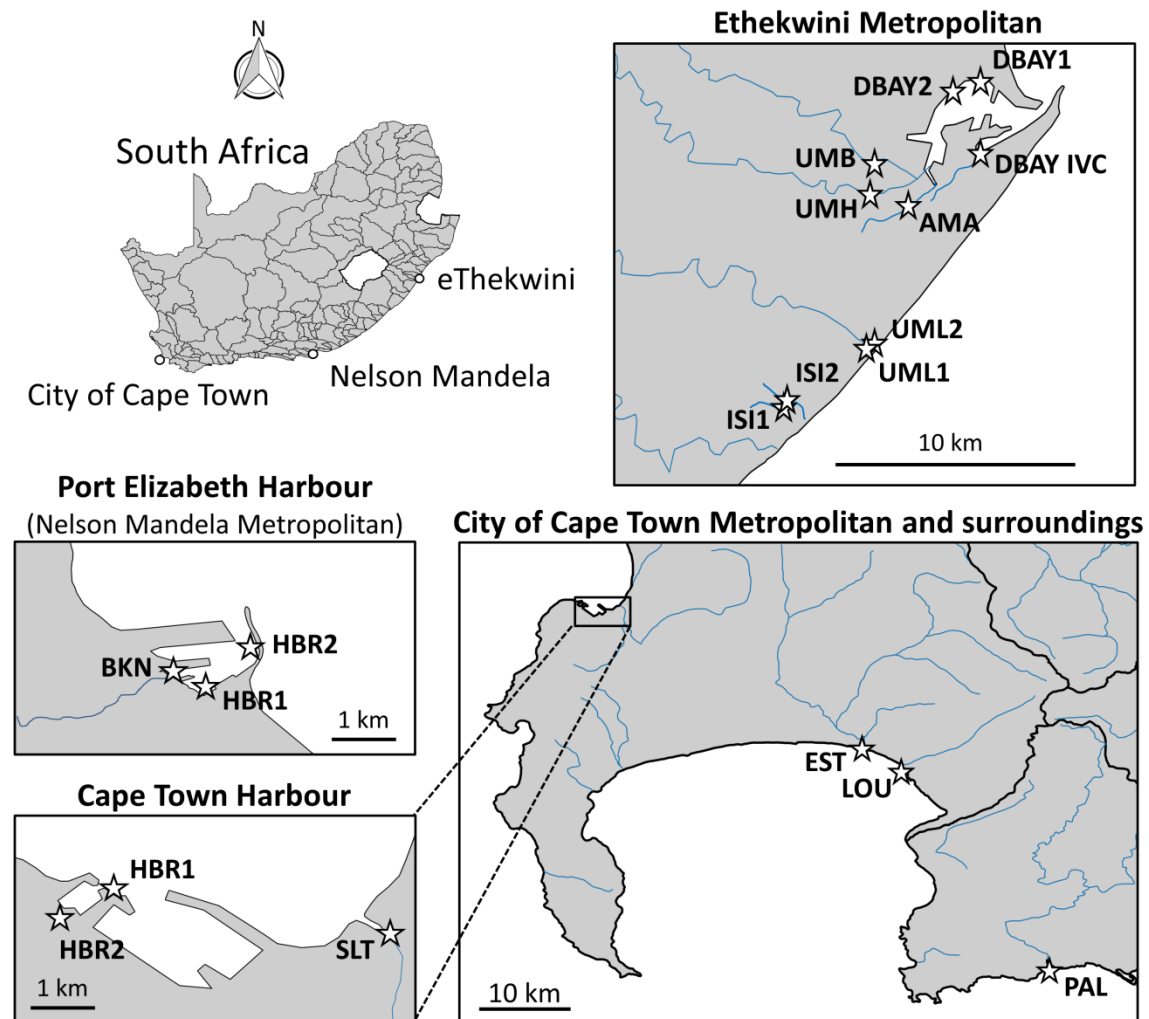 N
South Africa
eThekwini
Nelson Mandela
City of Cape Town
Ethekwini Metropolitan
DBAY1
DBAY2
UMB
DBAY IVC
UMH
AMA
UML2
UML1
ISI2
ISI1
10 km
Port Elizabeth Harbour
(Nelson Mandela Metropolitan)
HBR2
BKN
HBR1
1 km
Cape Town Harbour
HBR1
HBR2
SLT
1 km
City of Cape Town Metropolitan and surroundings
EST
LOU
PAL
10 km